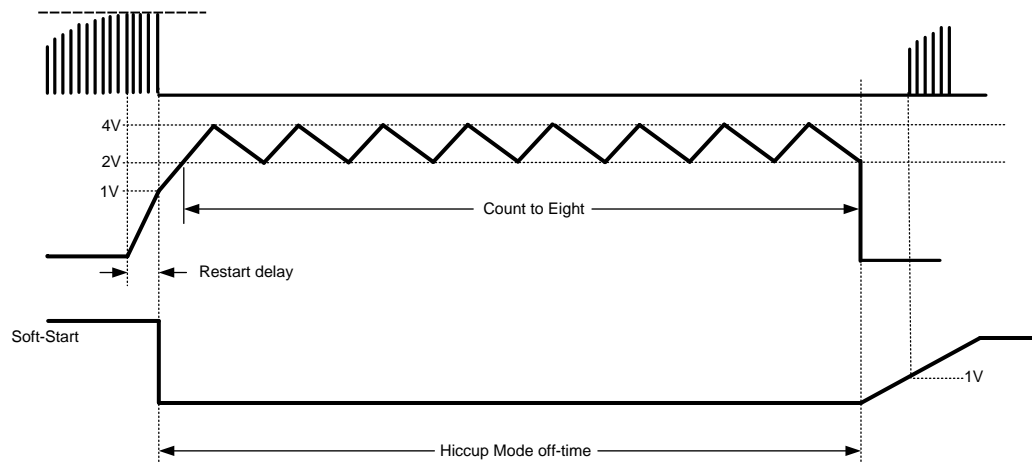 4V
2V
1V
Count to Eight
Restart delay
Soft-Start
1V
Hiccup Mode off-time